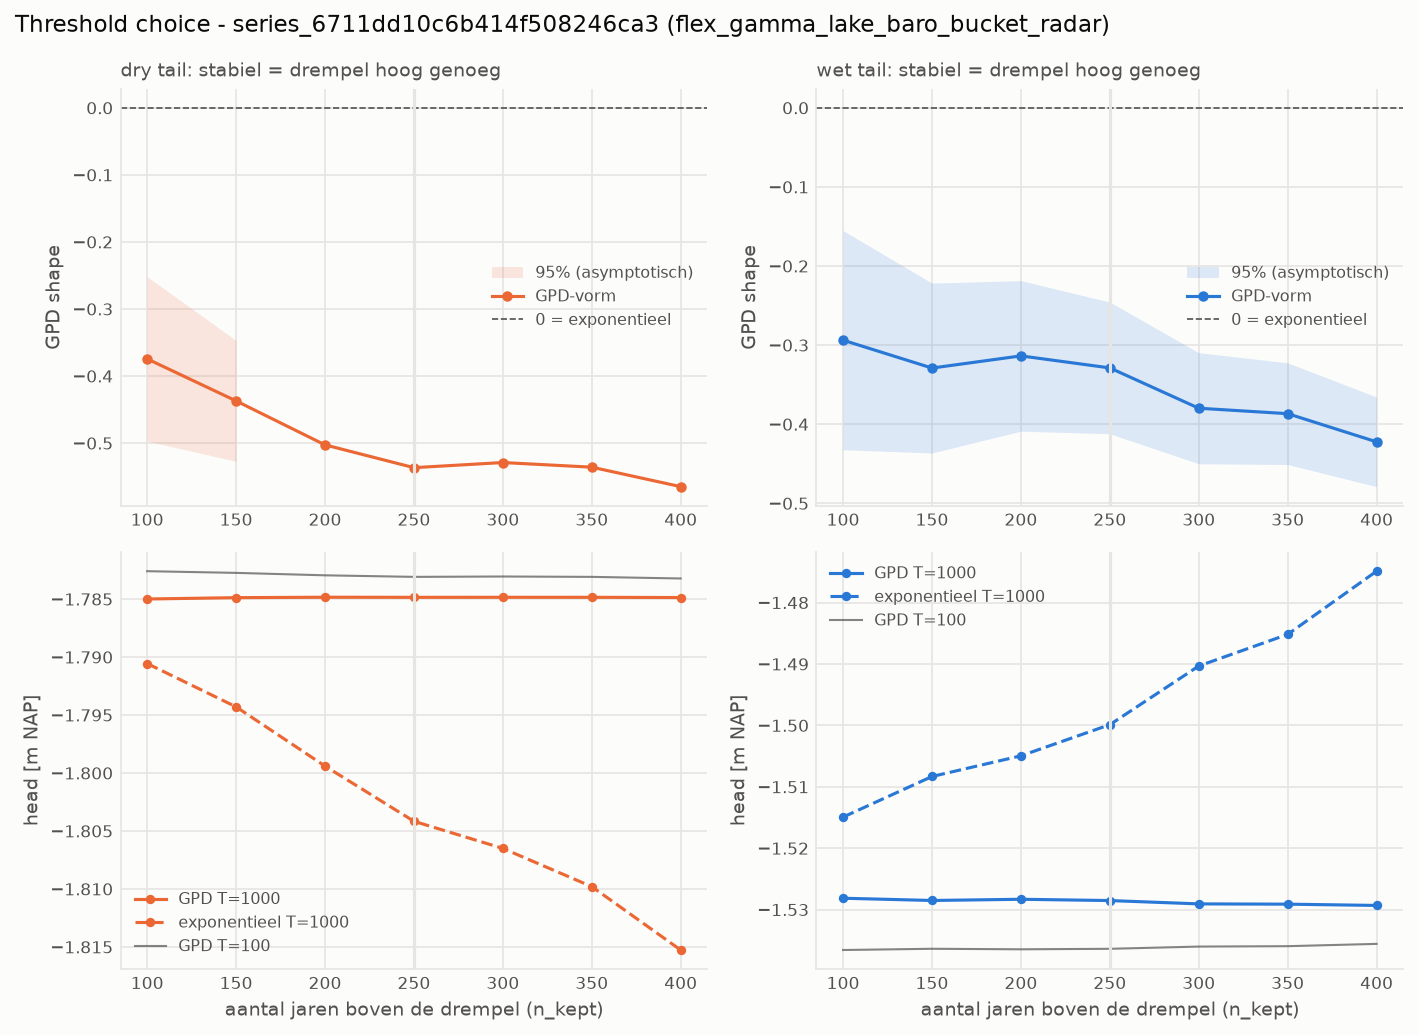 Threshold choice - series_6711dd10c6b414f508246ca3 (flex_gamma_lake_baro_bucket_radar)
dry tail: stabiel = drempel hoog genoeg
GPD shape
0.0
−0.1
−0.2
−0.3
−0.4
−0.5
95% (asymptotisch)
GPD-vorm
0 = exponentieel
100 150 200 250 300 350 400
wet tail: stabiel = drempel hoog genoeg
GPD shape
0.0
−0.1
−0.2
−0.3
−0.4
−0.5
95% (asymptotisch)
GPD-vorm
0 = exponentieel
100 150 200 250 300 350 400
head [m NAP]
−1.785
−1.790
−1.795
−1.800
−1.805
−1.810
−1.815
GPD T=1000
exponentieel T=1000
GPD T=100
100 150 200 250 300 350 400
aantal jaren boven de drempel (n_kept)
head [m NAP]
−1.48
−1.49
−1.50
−1.51
−1.52
−1.53
GPD T=1000
exponentieel T=1000
GPD T=100
100 150 200 250 300 350 400
aantal jaren boven de drempel (n_kept)